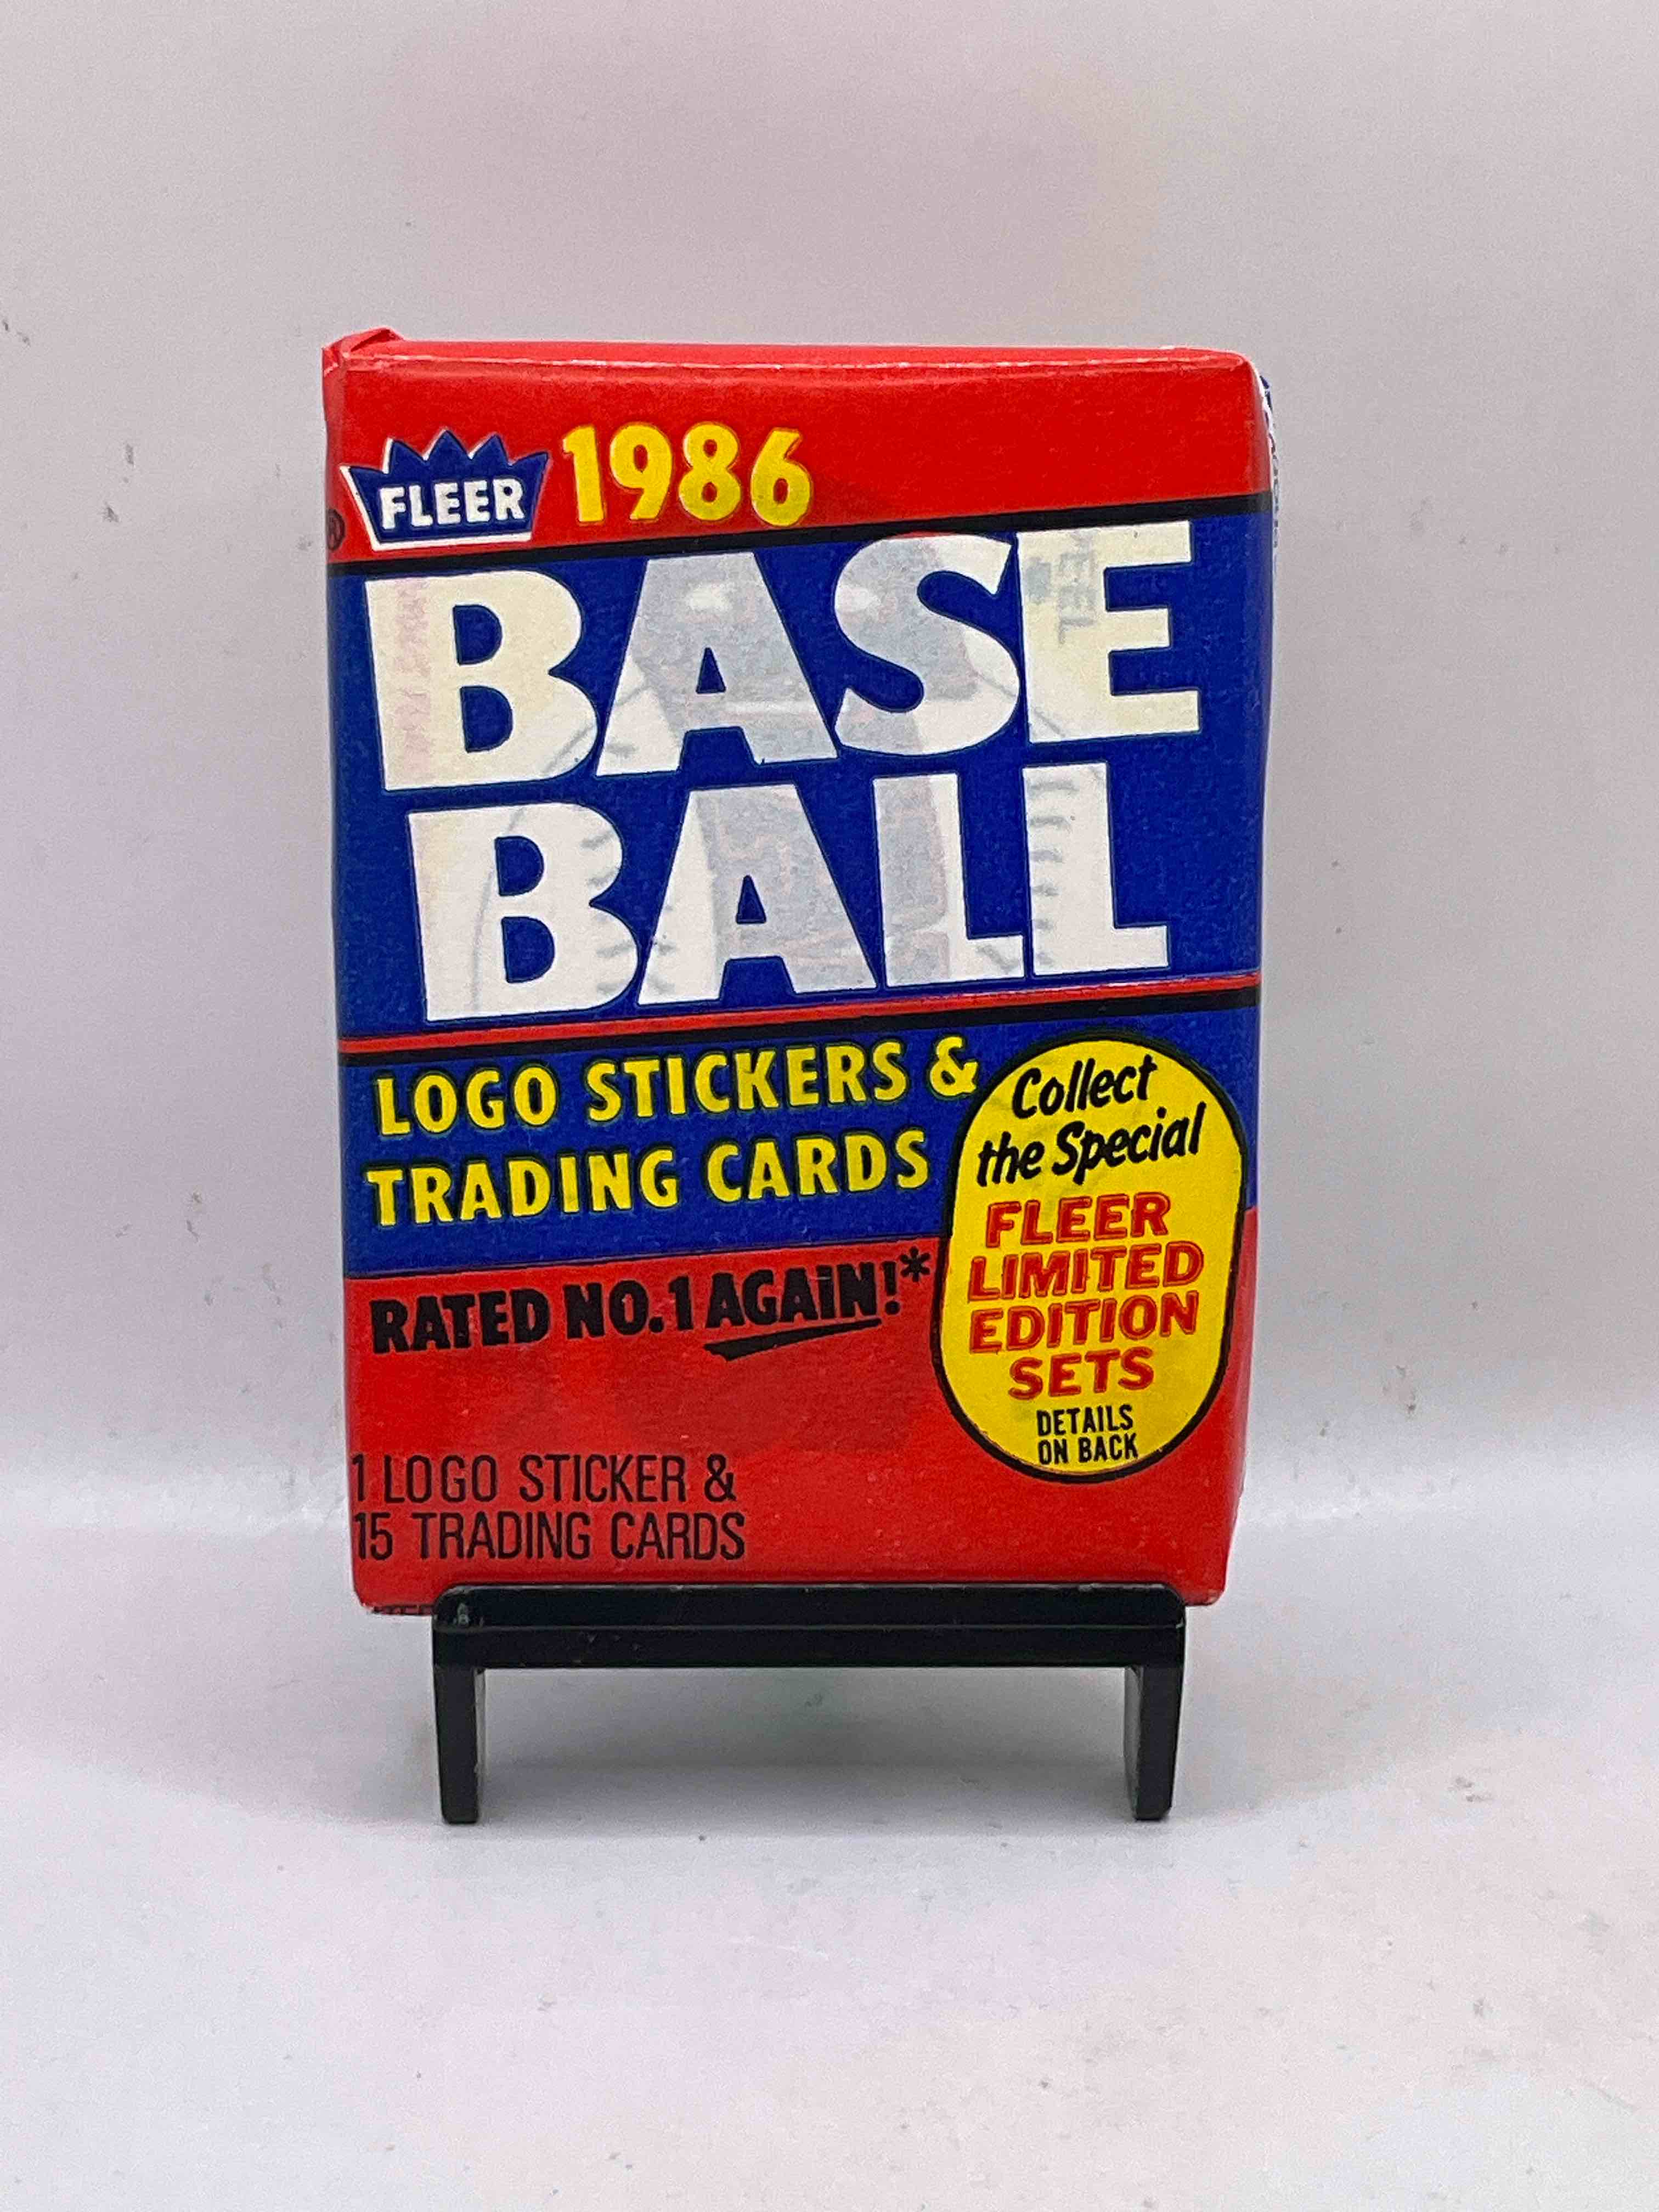 FLEER 1986
®
BASE
BALL
LOGO STICKERS &
TRADING CARDS
RATED NO. 1 AGAIN!*
Collect
the Special
FLEER
LIMITED
EDITION
SETS
DETAILS
ON BACK
1 LOGO STICKER &
15 TRADING CARDS